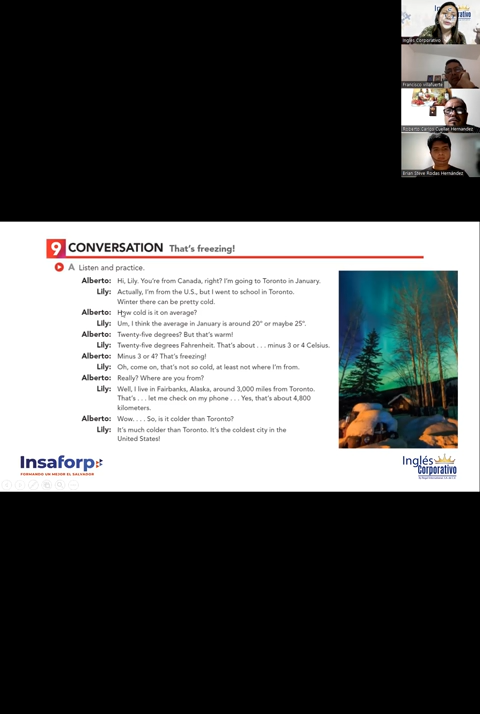 Inglés Corporativo
Francisco Villafuerte
Roberto Carlos Cuellar Hernandez
Brian Steve Rodas Hernández
9 CONVERSATION That's freezing!
A Listen and practice.
Alberto: Hi, Lily. You're from Canada, right? I'm going to Toronto in January.
Lily: Actually, I'm from the U.S., but I went to school in Toronto.
Winter there can be pretty cold.
Alberto: How cold is it on average?
Lily: Um, I think the average in January is around 20° or maybe 25°.
Alberto: Twenty-five degrees? But that's warm!
Lily: Twenty-five degrees Fahrenheit. That's about . . . minus 3 or 4 Celsius.
Alberto: Minus 3 or 4? That's freezing!
Lily: Oh, come on, that's not so cold, at least not where I'm from.
Alberto: Really? Where are you from?
Lily: Well, I live in Fairbanks, Alaska, around 3,000 miles from Toronto.
That's . . . let me check on my phone . . . Yes, that's about 4,800
kilometers.
Alberto: Wow. . . . So, is it colder than Toronto?
Lily: It's much colder than Toronto. It's the coldest city in the
United States!
Insaforp
FORMANDO UN MEJOR EL SALVADOR
Inglés
Corporativo